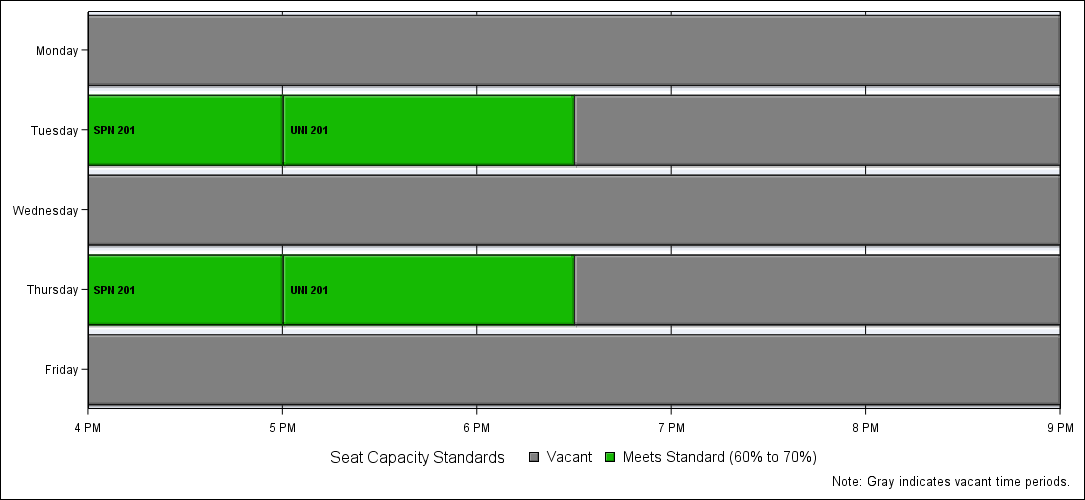 Monday
Tuesday
SPN 201 UNI 201
Wednesday
Thursday
SPN 201 UNI 201
Friday
4 PM 5 PM 6 PM 7 PM 8 PM 9 PM
Seat Capacity Standards Vacant Meets Standard (60% to 70%)
Note: Gray indicates vacant time periods.